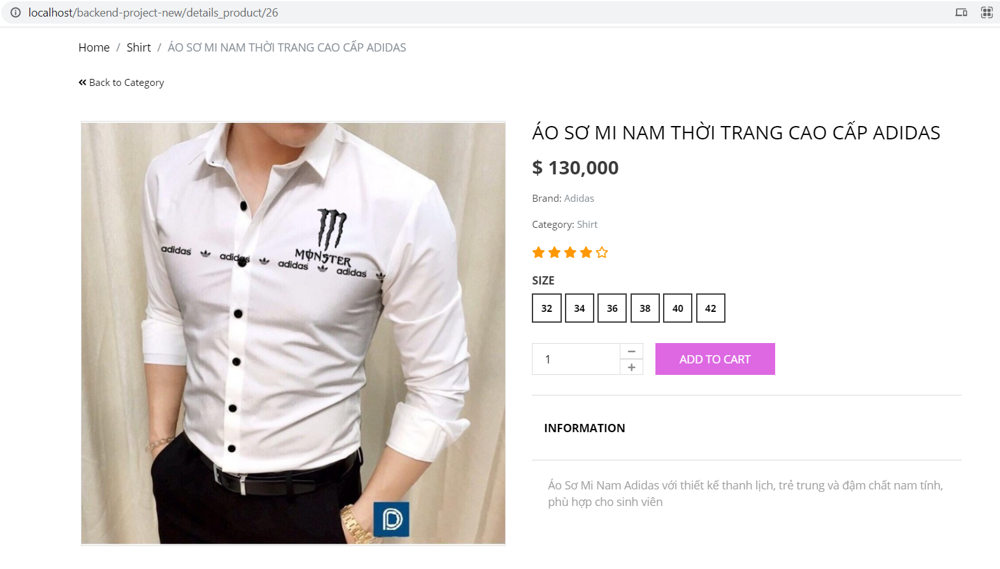 localhost/backend-project-new/details_product/26
Home / Shirt / ÁO SƠ MI NAM THỜI TRANG CAO CẤP ADIDAS
Back to Category
ÁO SƠ MI NAM THỜI TRANG CAO CẤP ADIDAS
$ 130,000
Brand: Adidas
Category: Shirt
SIZE
32 34 36 38 40 42
1 − + ADD TO CART
INFORMATION
Áo Sơ Mi Nam Adidas với thiết kế thanh lịch, trẻ trung và đậm chất nam tính,
phù hợp cho sinh viên
MONSTER
adidas adidas adidas adidas
D